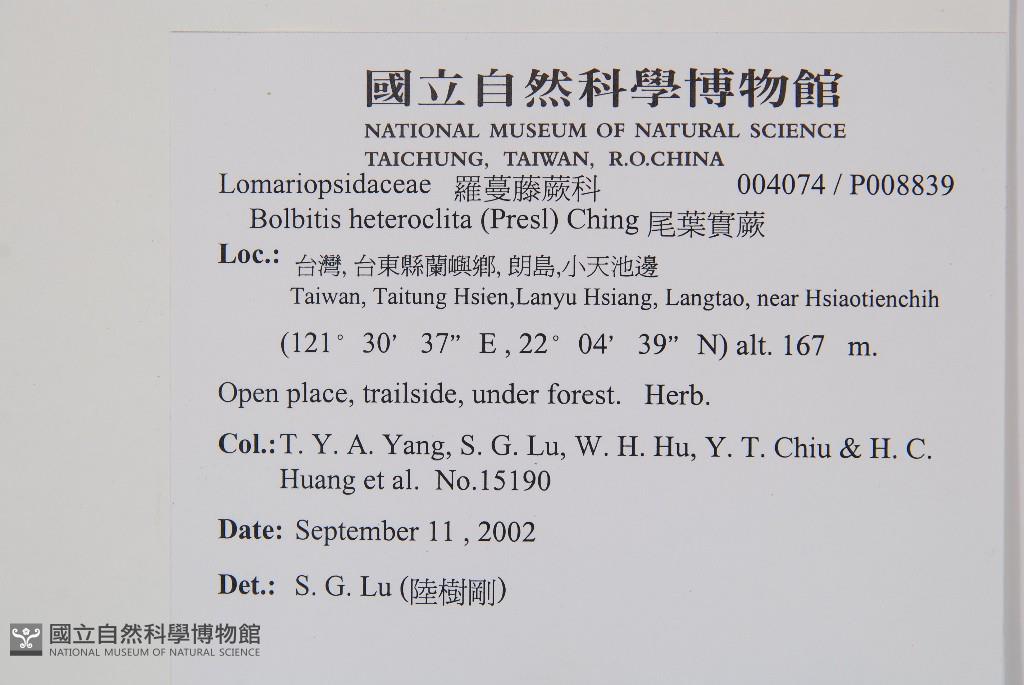 國立自然科學博物館
NATIONAL MUSEUM OF NATURAL SCIENCE
TAICHUNG, TAIWAN, R.O.CHINA
Lomariopsidaceae 羅蔓藤蕨科 004074 / P008839
Bolbitis heteroclita (Presl) Ching 尾葉實蕨
Loc.: 台灣, 台東縣蘭嶼鄉, 朗島,小天池邊
Taiwan, Taitung Hsien,Lanyu Hsiang, Langtao, near Hsiaotienchih
(121° 30’ 37” E , 22° 04’ 39” N) alt. 167 m.
Open place, trailside, under forest. Herb.
Col.: T. Y. A. Yang, S. G. Lu, W. H. Hu, Y. T. Chiu & H. C.
Huang et al. No.15190
Date: September 11 , 2002
Det.: S. G. Lu (陸樹剛)
國立自然科學博物館
NATIONAL MUSEUM OF NATURAL SCIENCE